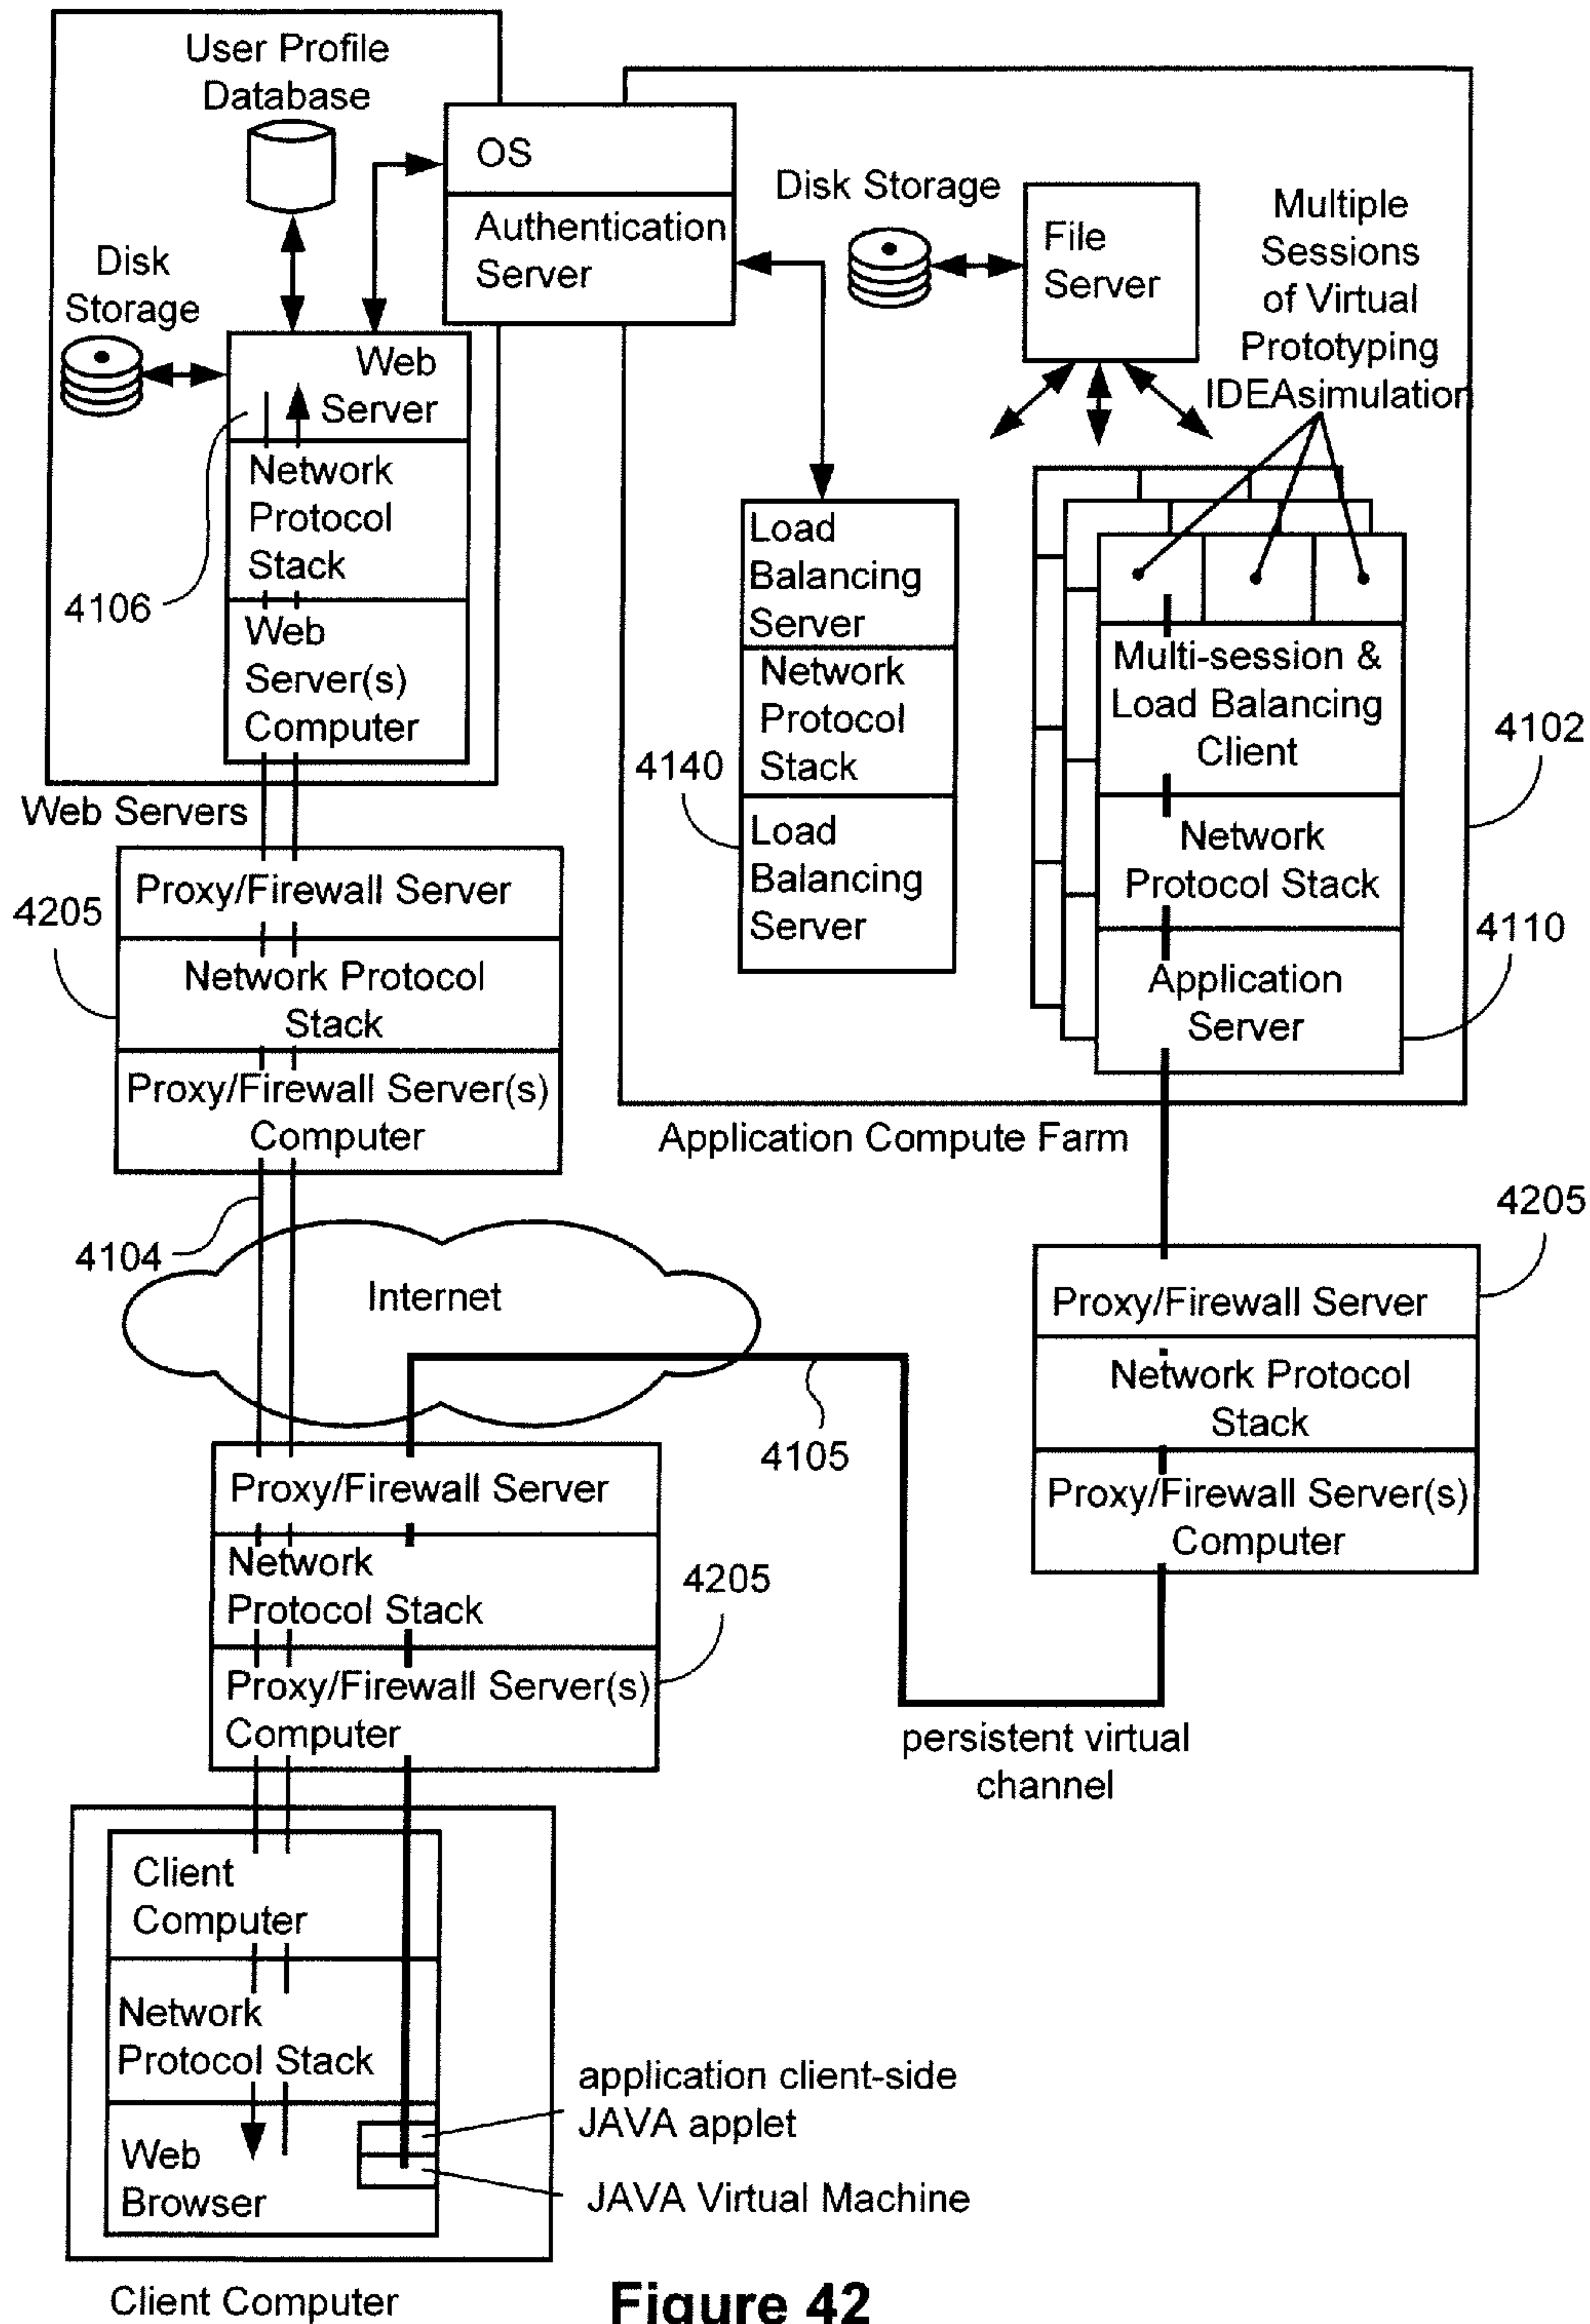 User Profile
Database
OS
Authentication
Server
Disk Storage
File
Server
Multiple
Sessions
of Virtual
Prototyping
IDEAsimulation
Disk
Storage
Web
Server
Network
Protocol
Stack
4106
Web
Server(s)
Computer
Web Servers
Load
Balancing
Server
Network
Protocol
Stack
4140
Load
Balancing
Server
Multi-session &
Load Balancing
Client
4102
Network
Protocol Stack
4110
Application
Server
Application Compute Farm
Proxy/Firewall Server
4205
Network Protocol
Stack
Proxy/Firewall Server(s)
Computer
4104
Internet
4105
4205
Proxy/Firewall Server
Network Protocol
Stack
Proxy/Firewall Server(s)
Computer
Proxy/Firewall Server
Network
Protocol Stack
4205
Proxy/Firewall Server(s)
Computer
persistent virtual
channel
Client
Computer
Network
Protocol Stack
Web
Browser
application client-side
JAVA applet
JAVA Virtual Machine
Client Computer
Figure 42